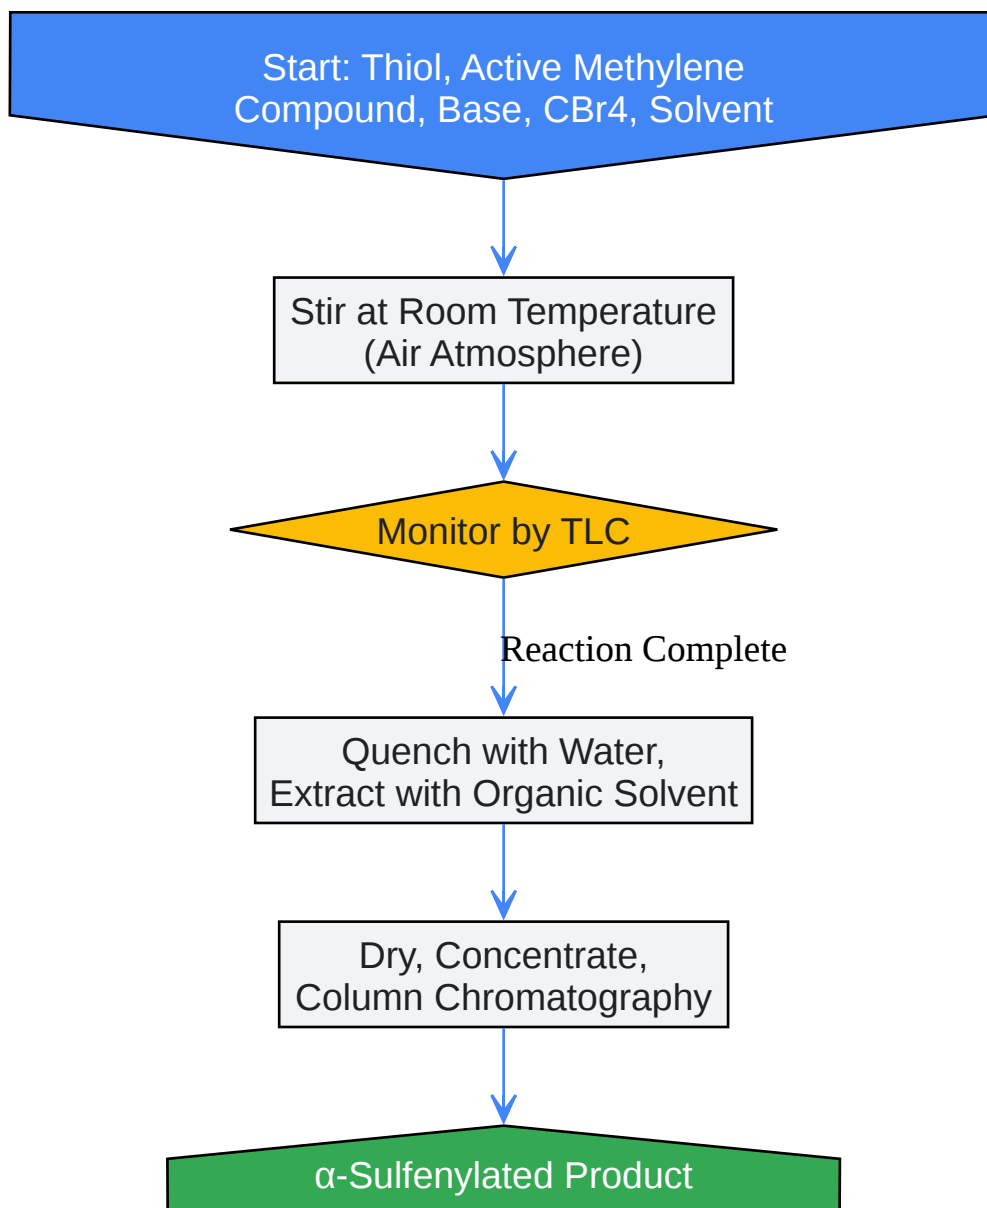 Start: Thiol, Active Methylene
Compound, Base, CBr4, Solvent
Stir at Room Temperature
(Air Atmosphere)
Monitor by TLC
Reaction Complete
Quench with Water,
Extract with Organic Solvent
Dry, Concentrate,
Column Chromatography
α-Sulfenylated Product